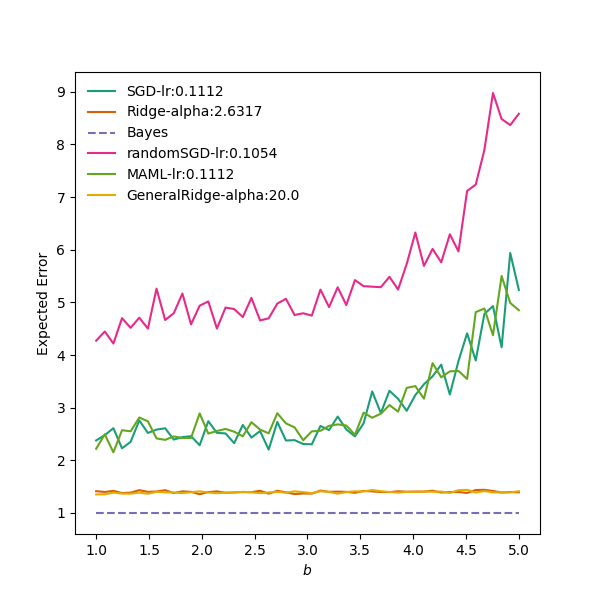 SGD-lr:0.1112
Ridge-alpha:2.6317
Bayes
randomSGD-lr:0.1054
MAML-lr:0.1112
GeneralRidge-alpha:20.0
Expected Error
9
8
7
6
5
4
3
2
1
1.0 1.5 2.0 2.5 3.0 3.5 4.0 4.5 5.0
b